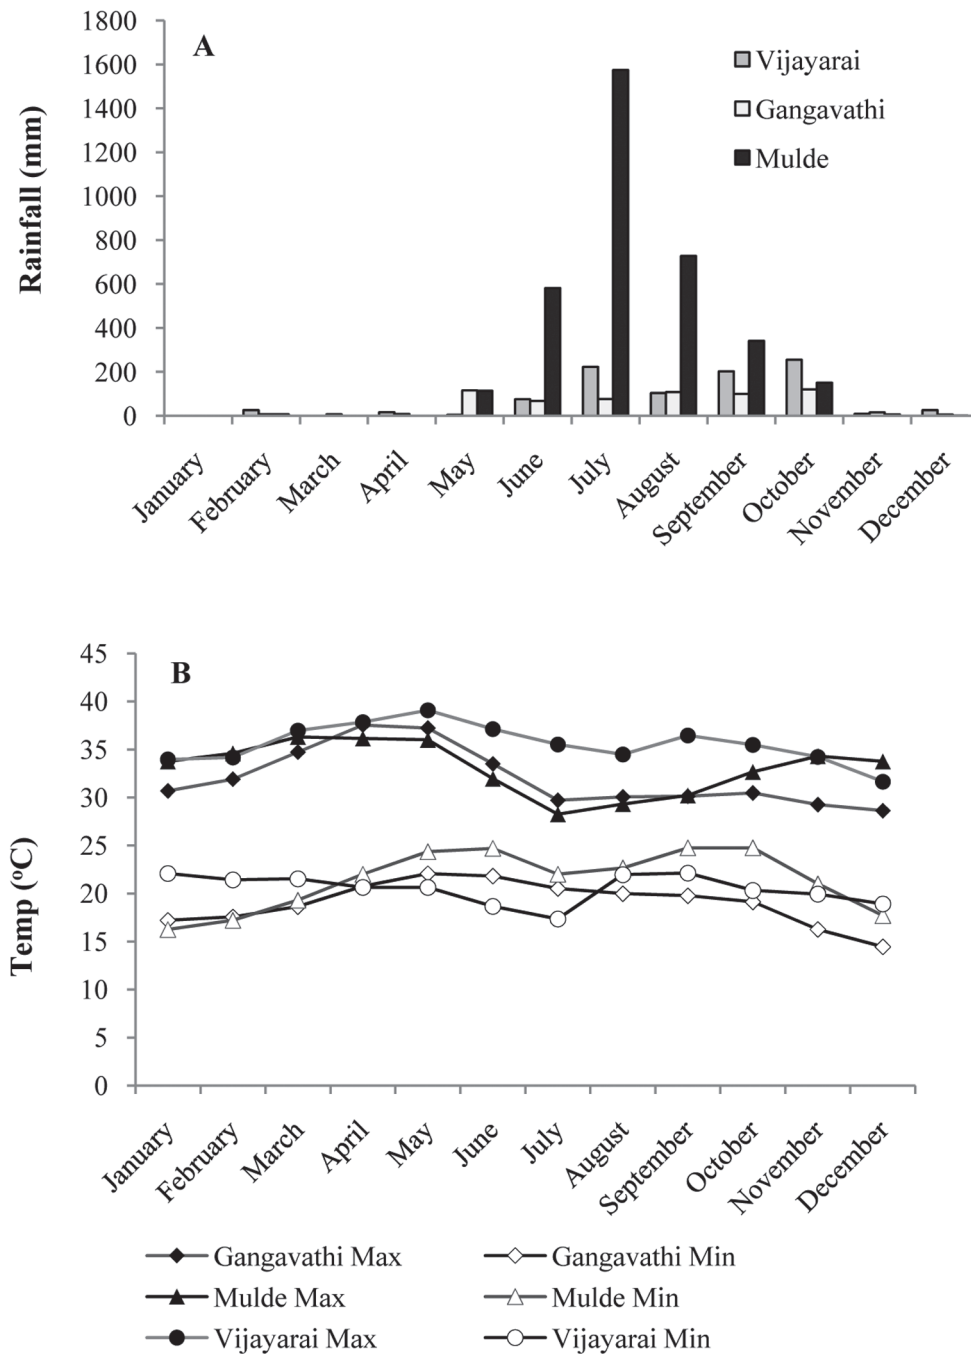 A
Rainfall (mm)
1800
1600
1400
1200
1000
800
600
400
200
0
Vijayarai
Gangavathi
Mulde
January
February
March
April
May
June
July
August
September
October
November
December
B
Temp (ºC)
45
40
35
30
25
20
15
10
5
0
January
February
March
April
May
June
July
August
September
October
November
December
Gangavathi Max
Gangavathi Min
Mulde Max
Mulde Min
Vijayarai Max
Vijayarai Min